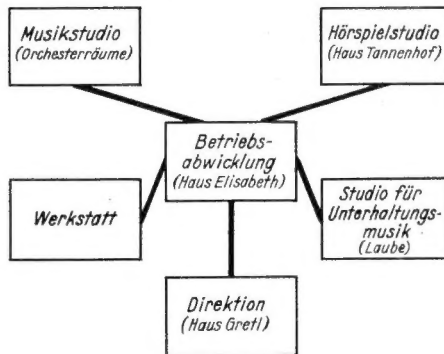 Musikstudio
(Orchesterräume)
Hörspielstudio
(Haus Tannenhof)
Betriebs-
abwicklung
(Haus Elisabeth)
Werkstatt
Studio für
Unterhaltungs-
musik
(Laube)
Direktion
(Haus Gretl)